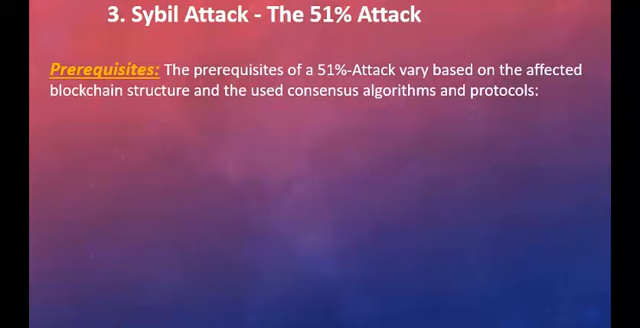 3. Sybil Attack - The 51% Attack
Prerequisites: The prerequisites of a 51%-Attack vary based on the affected
blockchain structure and the used consensus algorithms and protocols: